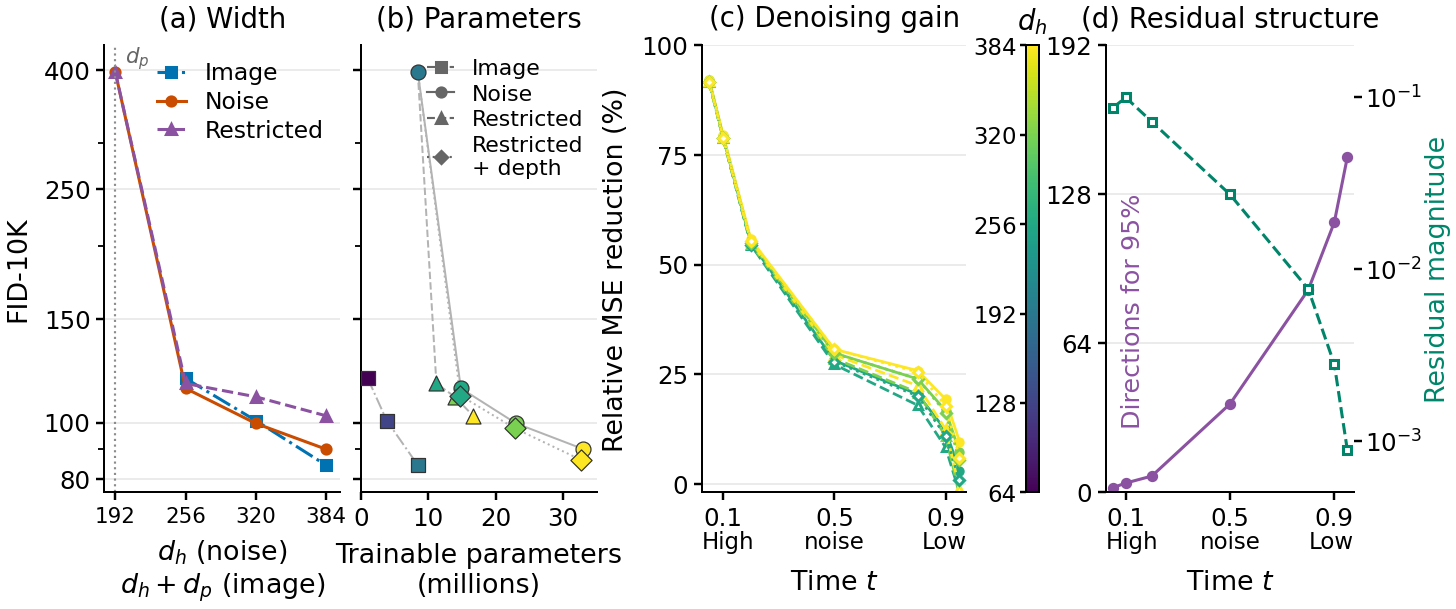 (a) Width
FID-10K
400
250
150
100
80
d_p
Image
Noise
Restricted
192
256
320
384
d_h (noise)
d_h + d_p (image)
(b) Parameters
Image
Noise
Restricted
Restricted
+ depth
0
10
20
30
Trainable parameters
(millions)
(c) Denoising gain
Relative MSE reduction (%)
100
75
50
25
0
0.1
0.5
0.9
High
noise
Low
Time t
d_h
384
320
256
192
128
64
(d) Residual structure
192
128
64
0
Directions for 95%
10⁻¹
10⁻²
10⁻³
Residual magnitude
0.1
0.5
0.9
High
noise
Low
Time t